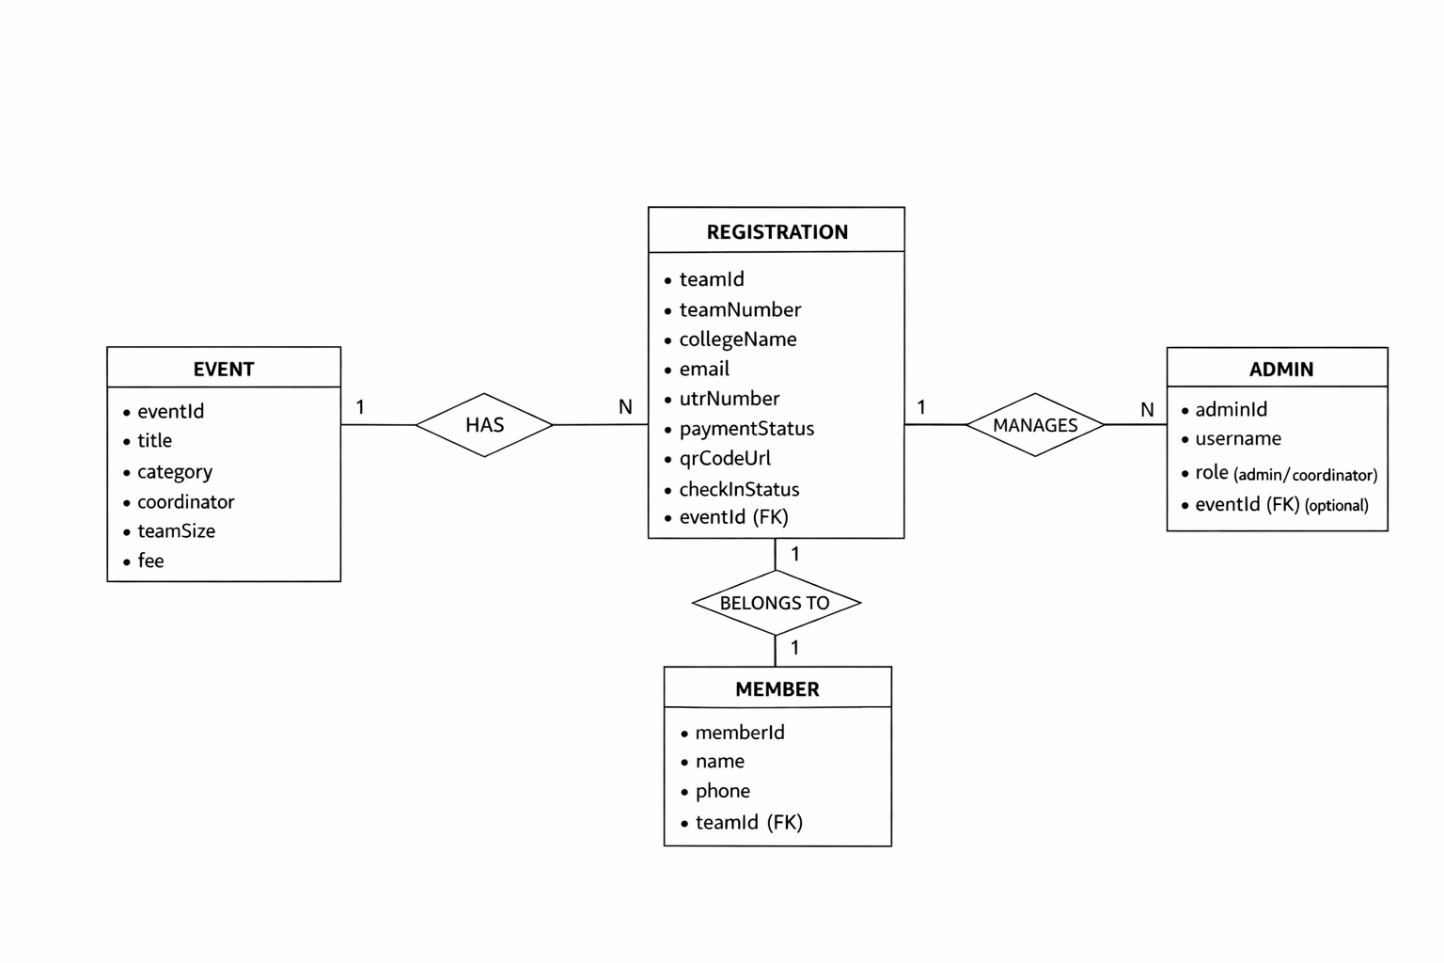 REGISTRATION
• teamId
• teamNumber
• collegeName
• email
• utrNumber
• paymentStatus
• qrCodeUrl
• checkInStatus
• eventId (FK)
EVENT
• eventId
• title
• category
• coordinator
• teamSize
• fee
1
HAS
N
1
MANAGES
N
ADMIN
• adminId
• username
• role (admin/coordinator)
• eventId (FK) (optional)
1
BELONGS TO
1
MEMBER
• memberId
• name
• phone
• teamId (FK)